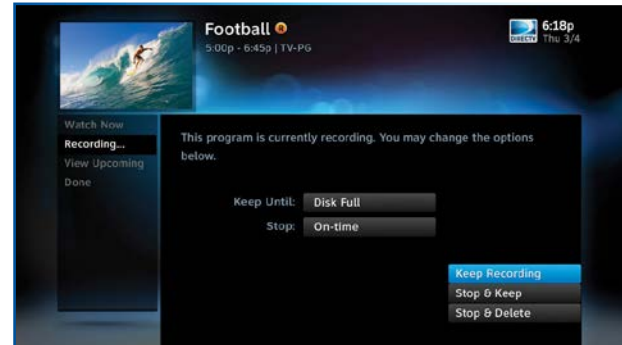 Football R
5:00p - 6:45p | TV-PG
DIRECTV
6:18p
Thu 3/4
Watch Now
Recording...
View Upcoming
Done
This program is currently recording. You may change the options
below.
Keep Until: Disk Full
Stop: On-time
Keep Recording
Stop & Keep
Stop & Delete